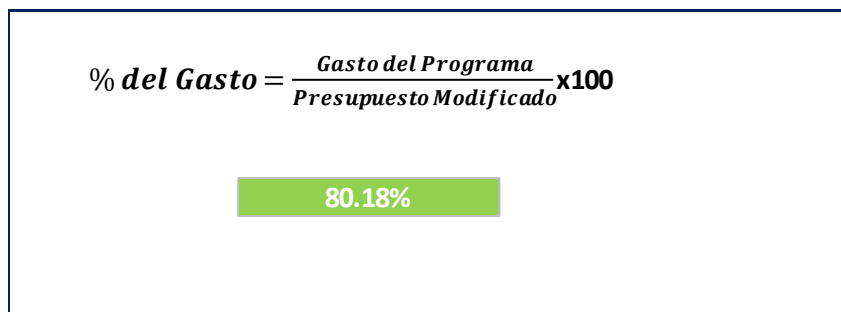 % del Gasto = Gasto del Programa / Presupuesto Modificado x100
80.18%